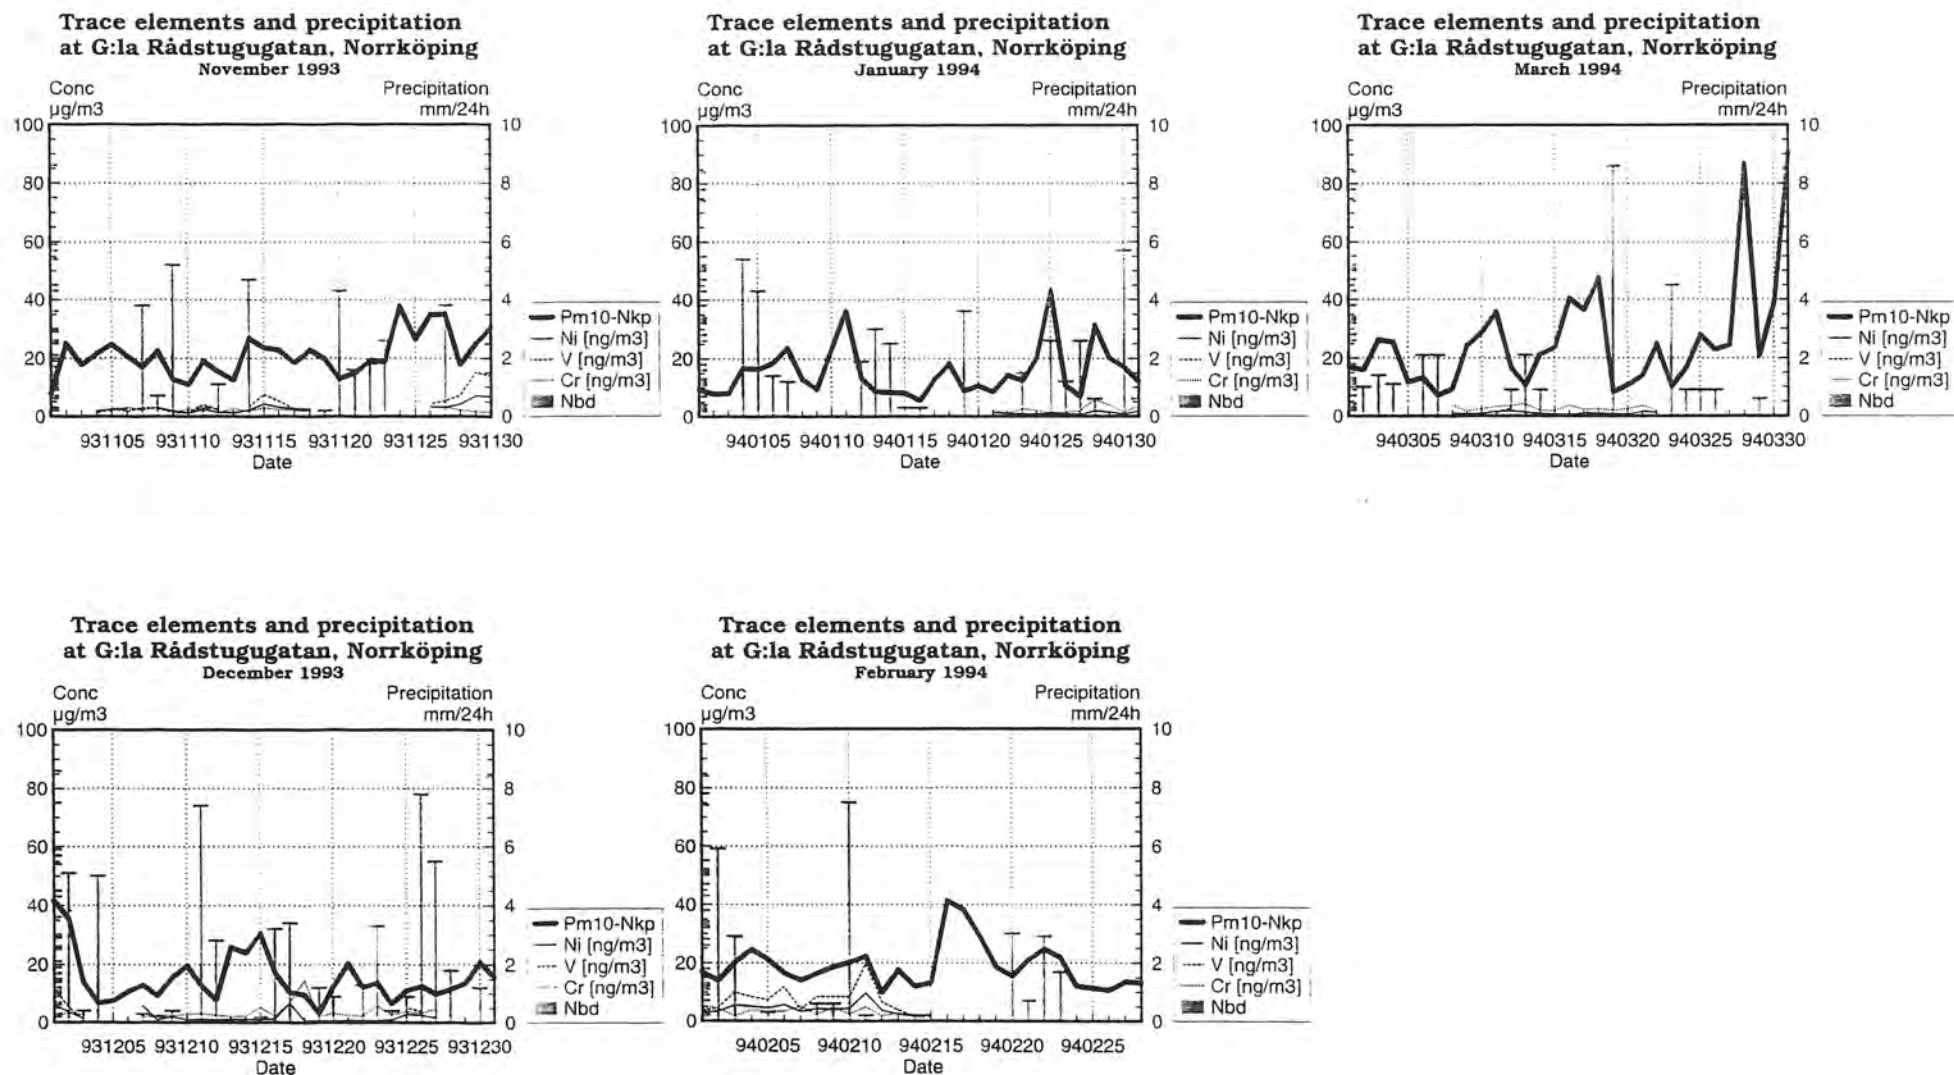 Trace elements and precipitation
at G:la Rådstugugatan, Norrköping
November 1993
Conc
µg/m3
Precipitation
mm/24h
100
80
60
40
20
0
10
8
6
4
2
0
931105 931110 931115 931120 931125 931130
Date
Pm10-Nkp
Ni [ng/m3]
V [ng/m3]
Cr [ng/m3]
Nbd
Trace elements and precipitation
at G:la Rådstugugatan, Norrköping
January 1994
Conc
µg/m3
Precipitation
mm/24h
100
80
60
40
20
0
10
8
6
4
2
0
940105 940110 940115 940120 940125 940130
Date
Pm10-Nkp
Ni [ng/m3]
V [ng/m3]
Cr [ng/m3]
Nbd
Trace elements and precipitation
at G:la Rådstugugatan, Norrköping
March 1994
Conc
µg/m3
Precipitation
mm/24h
100
80
60
40
20
0
10
8
6
4
2
0
940305 940310 940315 940320 940325 940330
Date
Pm10-Nkp
Ni [ng/m3]
V [ng/m3]
Cr [ng/m3]
Nbd
Trace elements and precipitation
at G:la Rådstugugatan, Norrköping
December 1993
Conc
µg/m3
Precipitation
mm/24h
100
80
60
40
20
0
10
8
6
4
2
0
931205 931210 931215 931220 931225 931230
Date
Pm10-Nkp
Ni [ng/m3]
V [ng/m3]
Cr [ng/m3]
Nbd
Trace elements and precipitation
at G:la Rådstugugatan, Norrköping
February 1994
Conc
µg/m3
Precipitation
mm/24h
100
80
60
40
20
0
10
8
6
4
2
0
940205 940210 940215 940220 940225
Date
Pm10-Nkp
Ni [ng/m3]
V [ng/m3]
Cr [ng/m3]
Nbd